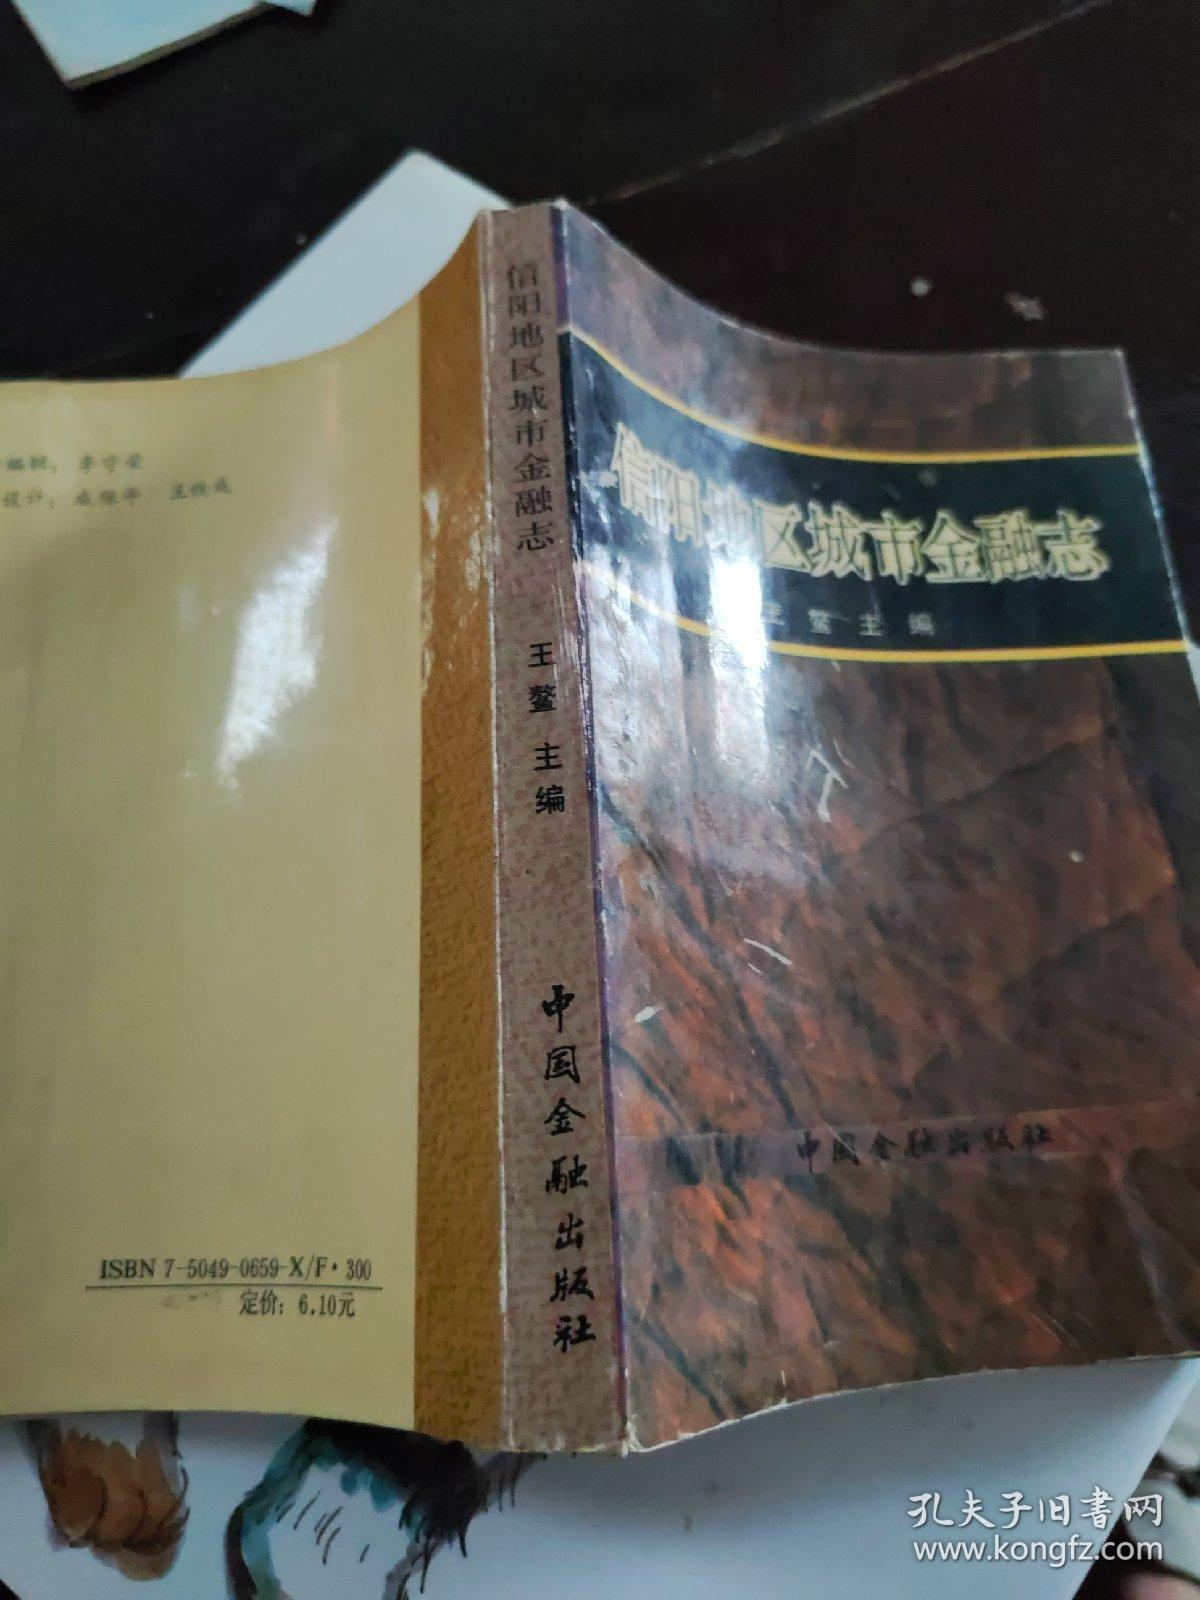 信阳地区城市金融志
王鳌主编
中国金融出版社
信阳地区城市金融志
王鳌 主编
中国金融出版社
编辑：李守荣
设计：
ISBN 7-5049-0659-X/F·300
定价：6.10元
孔夫子旧书网
www.kongfz.com